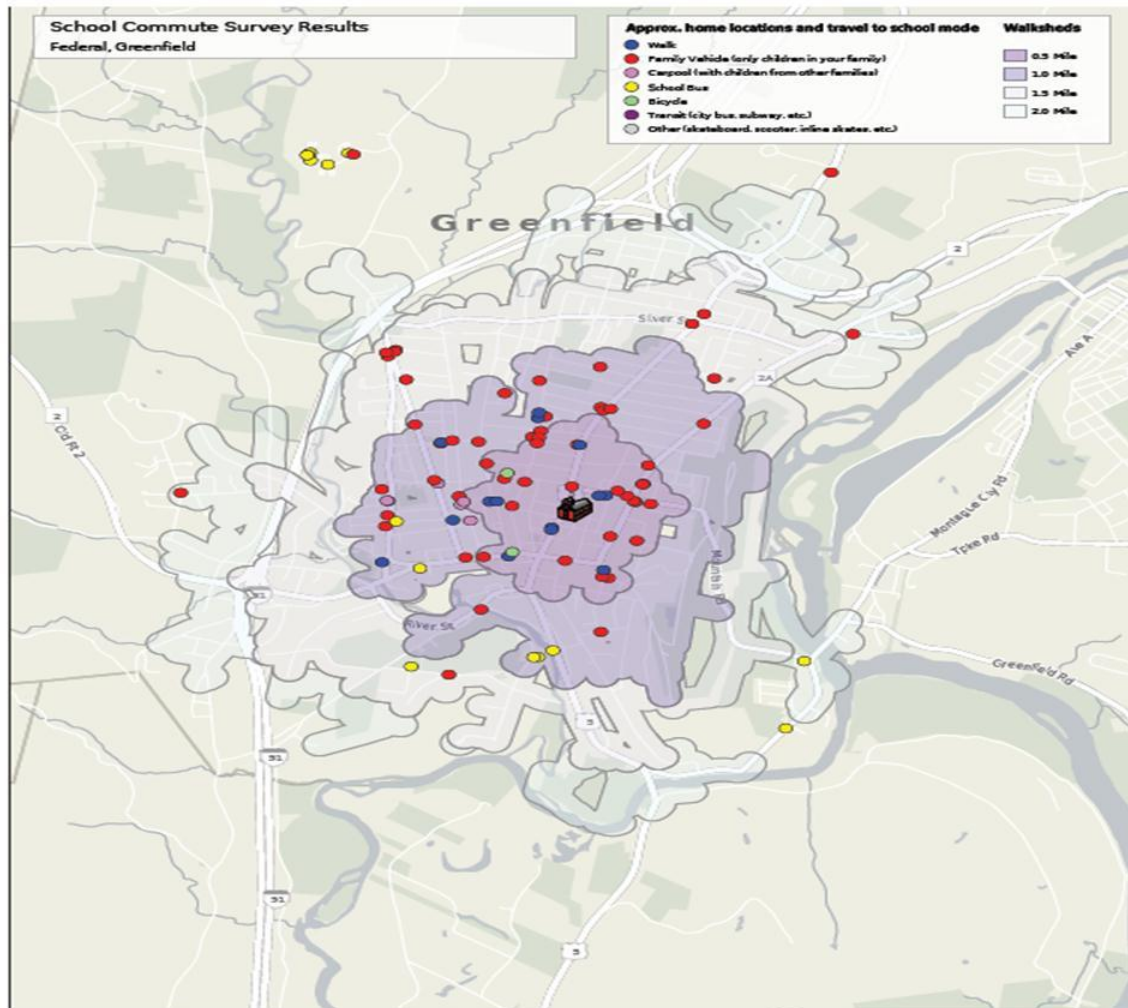 School Commute Survey Results
Federal, Greenfield
Approx. home locations and travel to school mode
Walk
Family Vehicle (only children in your family)
Carpool (with children from other families)
School Bus
Bicycle
Transit (city bus, subway, etc.)
Other (skateboard, scooter, inline skates, etc.)
Walksheds
0.5 Mile
1.0 Mile
1.5 Mile
2.0 Mile
Greenfield
2
Silver S
Ave A
2A
2
Old Rt 2
Montague C y Rd
Tpke Rd
91
River St
Greenfield Rd
5
91
91
5